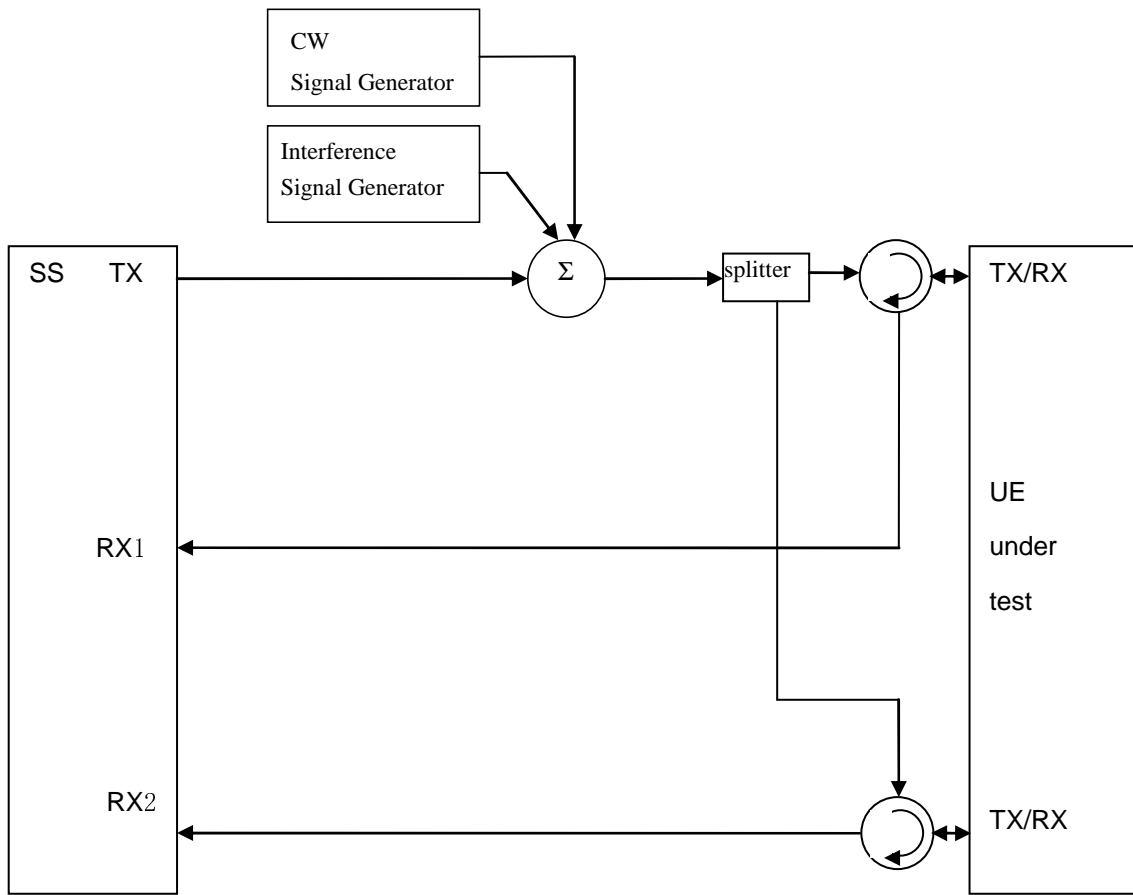 CW
Signal Generator
Interference
Signal Generator
SS TX
Σ
splitter
TX/RX
RX1
UE
under
test
RX2
TX/RX